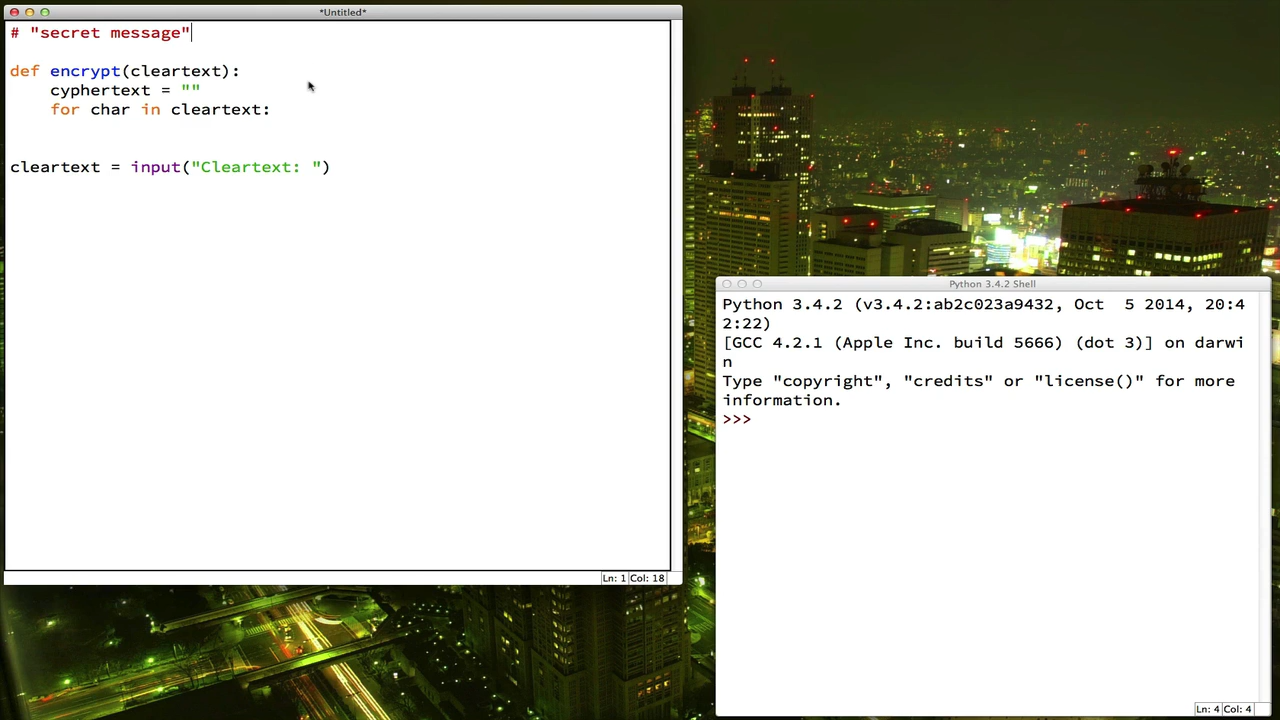 *Untitled*
# "secret message"
def encrypt(cleartext):
    cyphertext = ""
    for char in cleartext:
cleartext = input("Cleartext: ")
Ln: 1 Col: 18
Python 3.4.2 Shell
Python 3.4.2 (v3.4.2:ab2c023a9432, Oct  5 2014, 20:4
2:22)
[GCC 4.2.1 (Apple Inc. build 5666) (dot 3)] on darwi
n
Type "copyright", "credits" or "license()" for more
information.
>>>
Ln: 4 Col: 4